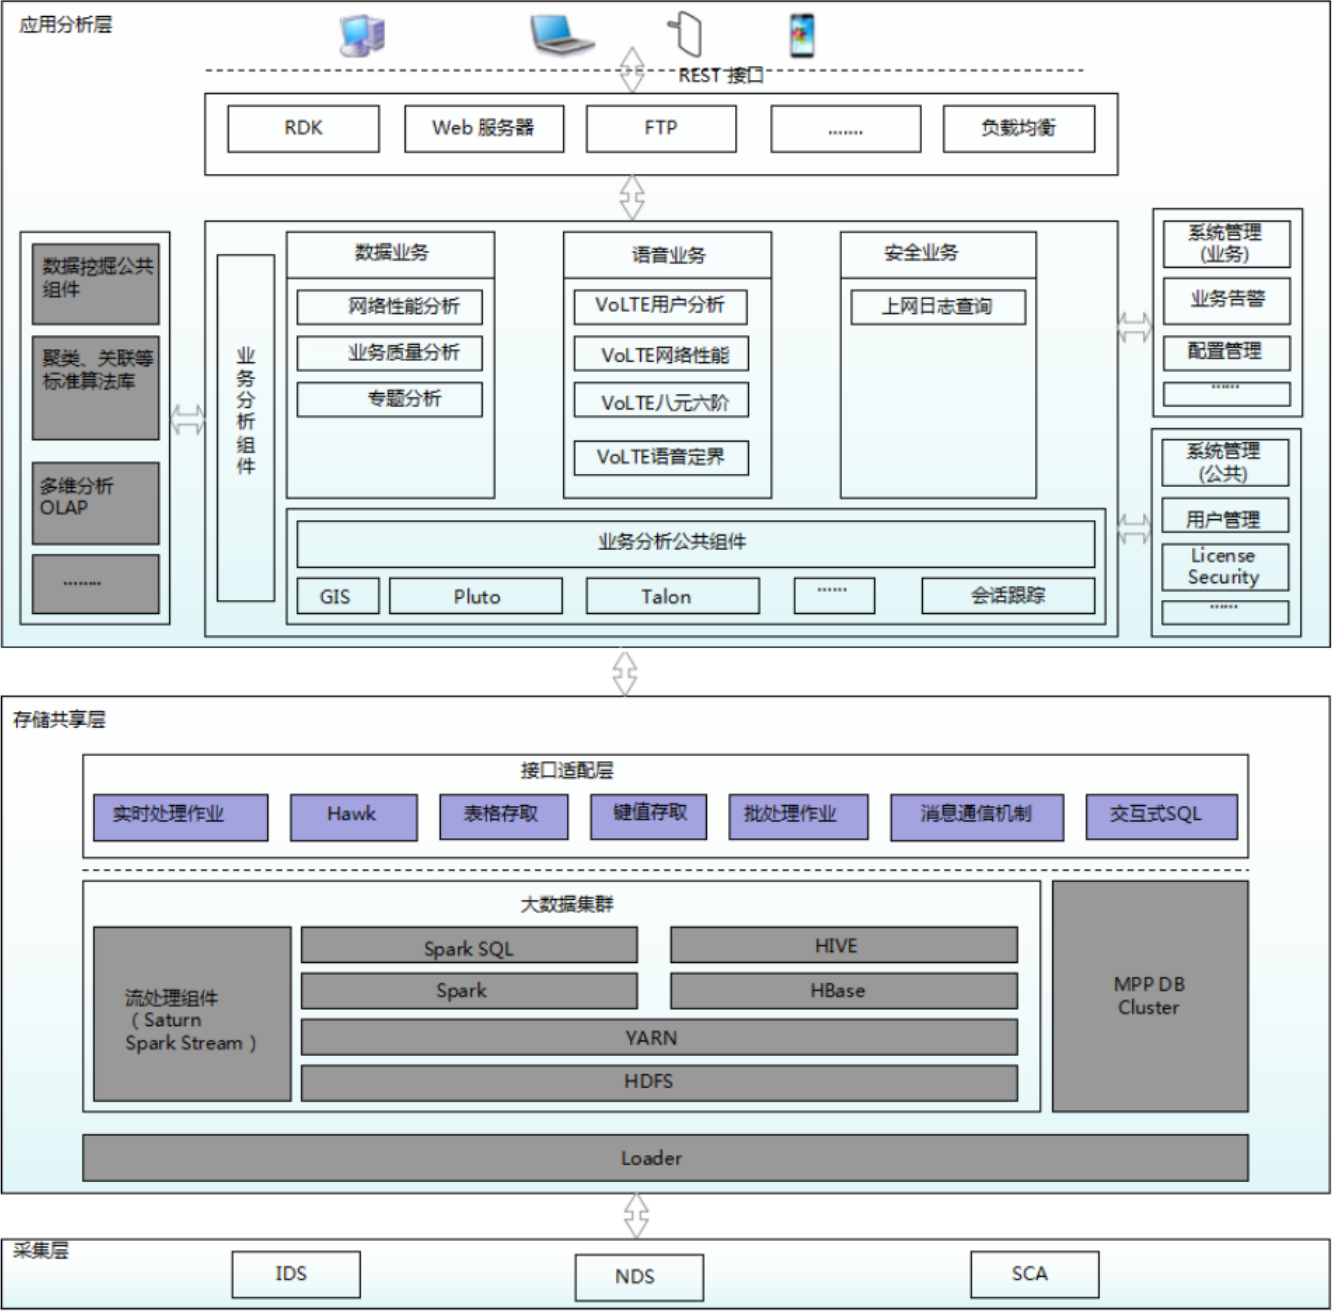 应用分析层
REST 接口
RDK
Web 服务器
FTP
.......
负载均衡
数据挖掘公共
组件
聚类、关联等
标准算法库
多维分析
OLAP
........
业
务
分
析
组
件
数据业务
网络性能分析
业务质量分析
专题分析
语音业务
VoLTE用户分析
VoLTE网络性能
VoLTE八元六阶
VoLTE语音定界
安全业务
上网日志查询
业务分析公共组件
GIS
Pluto
Talon
······
会话跟踪
系统管理
(业务)
业务告警
配置管理
······
系统管理
(公共)
用户管理
License
Security
······
存储共享层
接口适配层
实时处理作业
Hawk
表格存取
键值存取
批处理作业
消息通信机制
交互式SQL
大数据集群
流处理组件
（Saturn
Spark Stream）
Spark SQL
HIVE
Spark
HBase
YARN
HDFS
MPP DB
Cluster
Loader
采集层
IDS
NDS
SCA